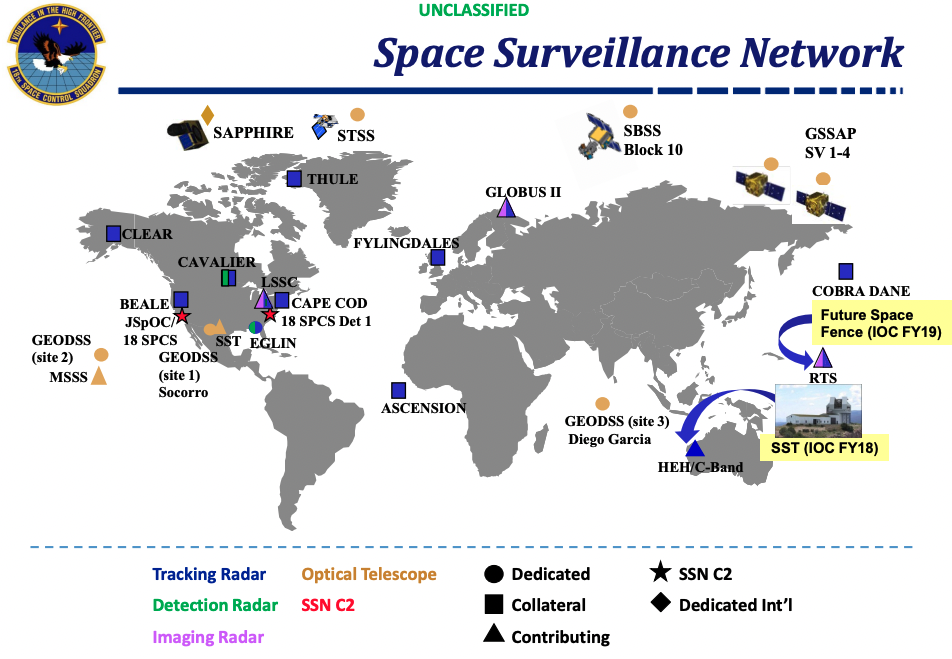 UNCLASSIFIED
Space Surveillance Network
VIGILANCE IN THE HIGH FRONTIER
18TH SPACE CONTROL SQUADRON
SAPPHIRE
STSS
SBSS
Block 10
GSSAP
SV 1-4
THULE
GLOBUS II
CLEAR
FYLINGDALES
CAVALIER
LSSC
COBRA DANE
BEALE
JSpOC/
18 SPCS
CAPE COD
18 SPCS Det 1
Future Space
Fence (IOC FY19)
SST
EGLIN
GEODSS
(site 2)
MSSS
GEODSS
(site 1)
Socorro
RTS
ASCENSION
GEODSS (site 3)
Diego Garcia
SST (IOC FY18)
HEH/C-Band
Tracking Radar
Optical Telescope
Dedicated
SSN C2
Detection Radar
SSN C2
Collateral
Dedicated Int'l
Imaging Radar
Contributing